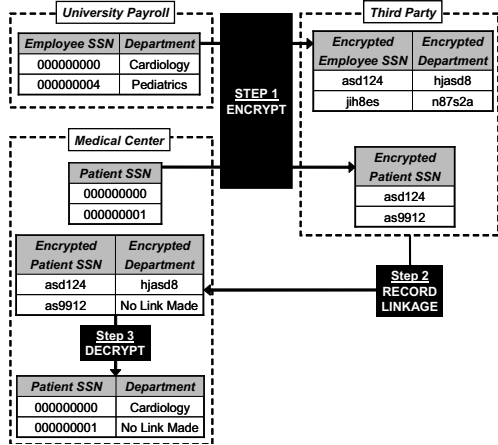 University Payroll
Third Party
Employee SSN Department
000000000 Cardiology
000000004 Pediatrics
STEP 1
ENCRYPT
Encrypted Encrypted
Employee SSN Department
asd124 hjasd8
jih8es n87s2a
Medical Center
Patient SSN
000000000
000000001
Encrypted
Patient SSN
asd124
as9912
Encrypted Encrypted
Patient SSN Department
asd124 hjasd8
as9912 No Link Made
Step 2
RECORD
LINKAGE
Step 3
DECRYPT
Patient SSN Department
000000000 Cardiology
000000001 No Link Made